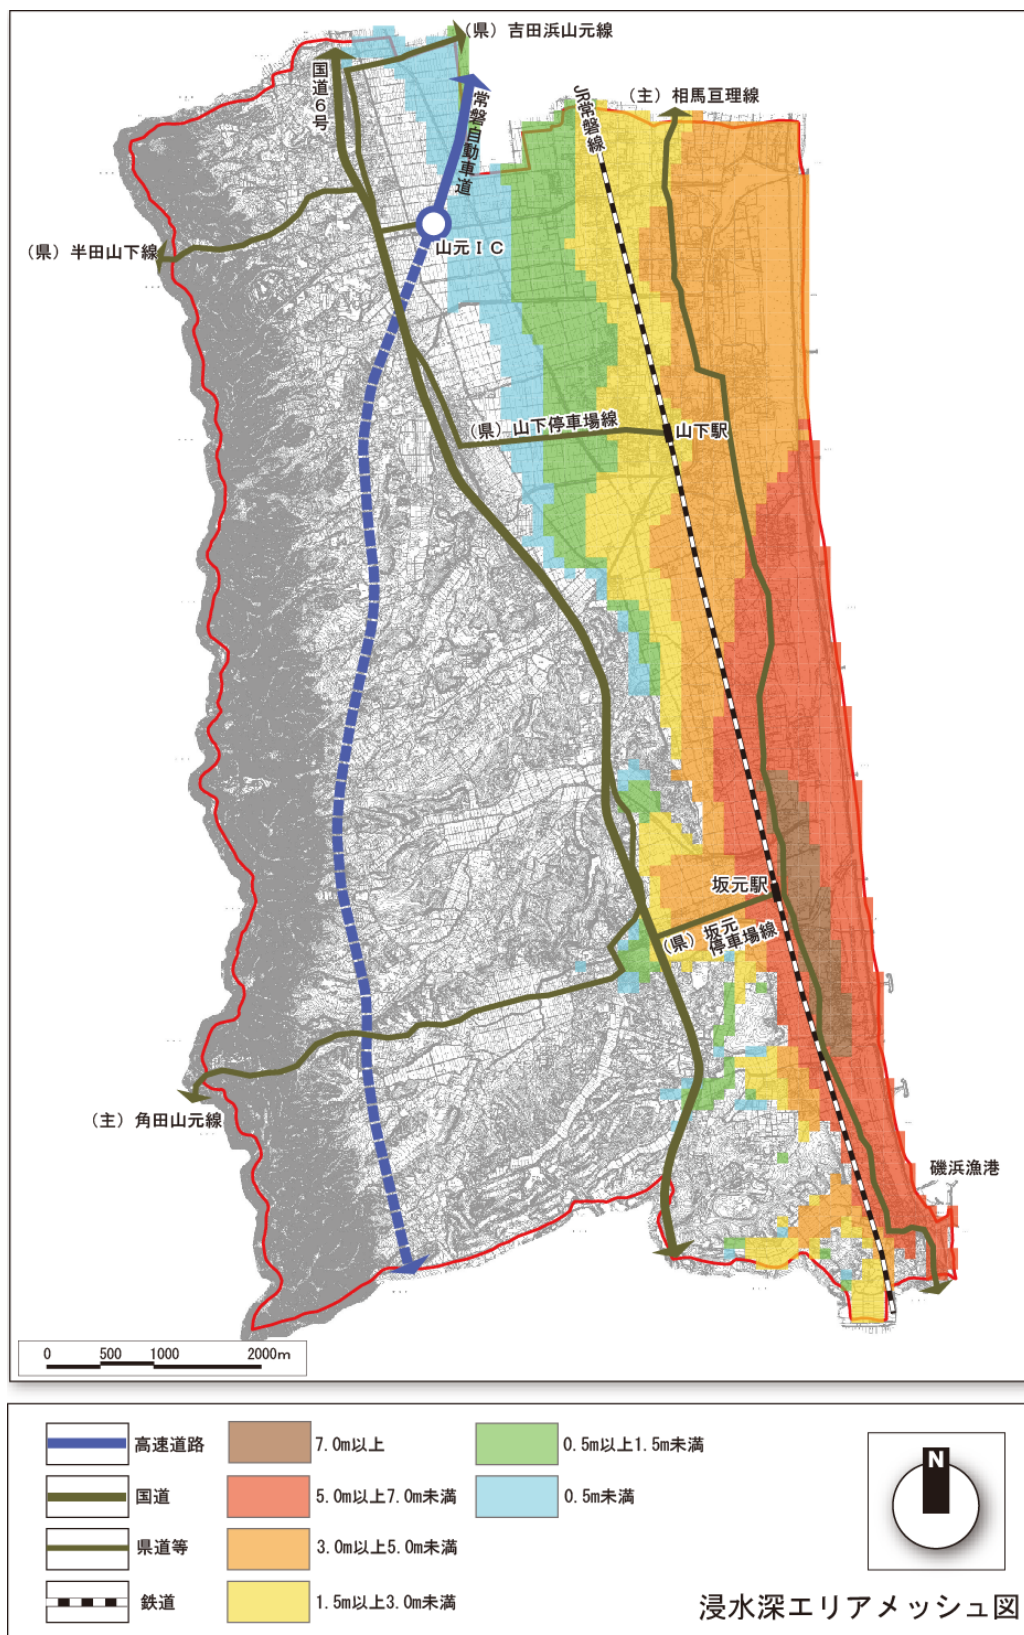 （県）吉田浜山元線
国道６号
常磐自動車道
JR常磐線
（主）相馬亘理線
（県）半田山下線
山元ＩＣ
（県）山下停車場線
山下駅
坂元駅
（県）坂元
停車場線
（主）角田山元線
磯浜漁港
0 500 1000 2000m
高速道路
国道
県道等
鉄道
7.0m以上
5.0m以上7.0m未満
3.0m以上5.0m未満
1.5m以上3.0m未満
0.5m以上1.5m未満
0.5m未満
N
浸水深エリアメッシュ図